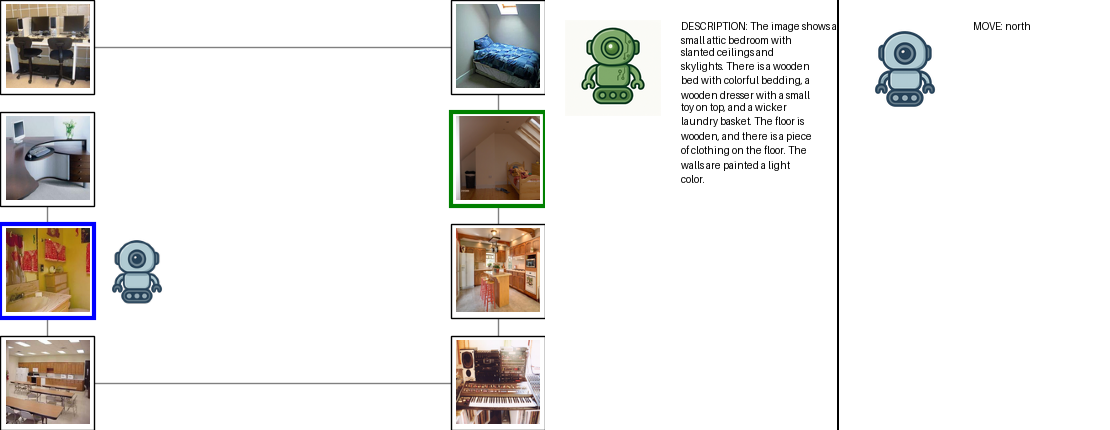 DESCRIPTION: The image shows a
small attic bedroom with
slanted ceilings and
skylights. There is a wooden
bed with colorful bedding, a
wooden dresser with a small
toy on top, and a wicker
laundry basket. The floor is
wooden, and there is a piece
of clothing on the floor. The
walls are painted a light
color.
MOVE: north